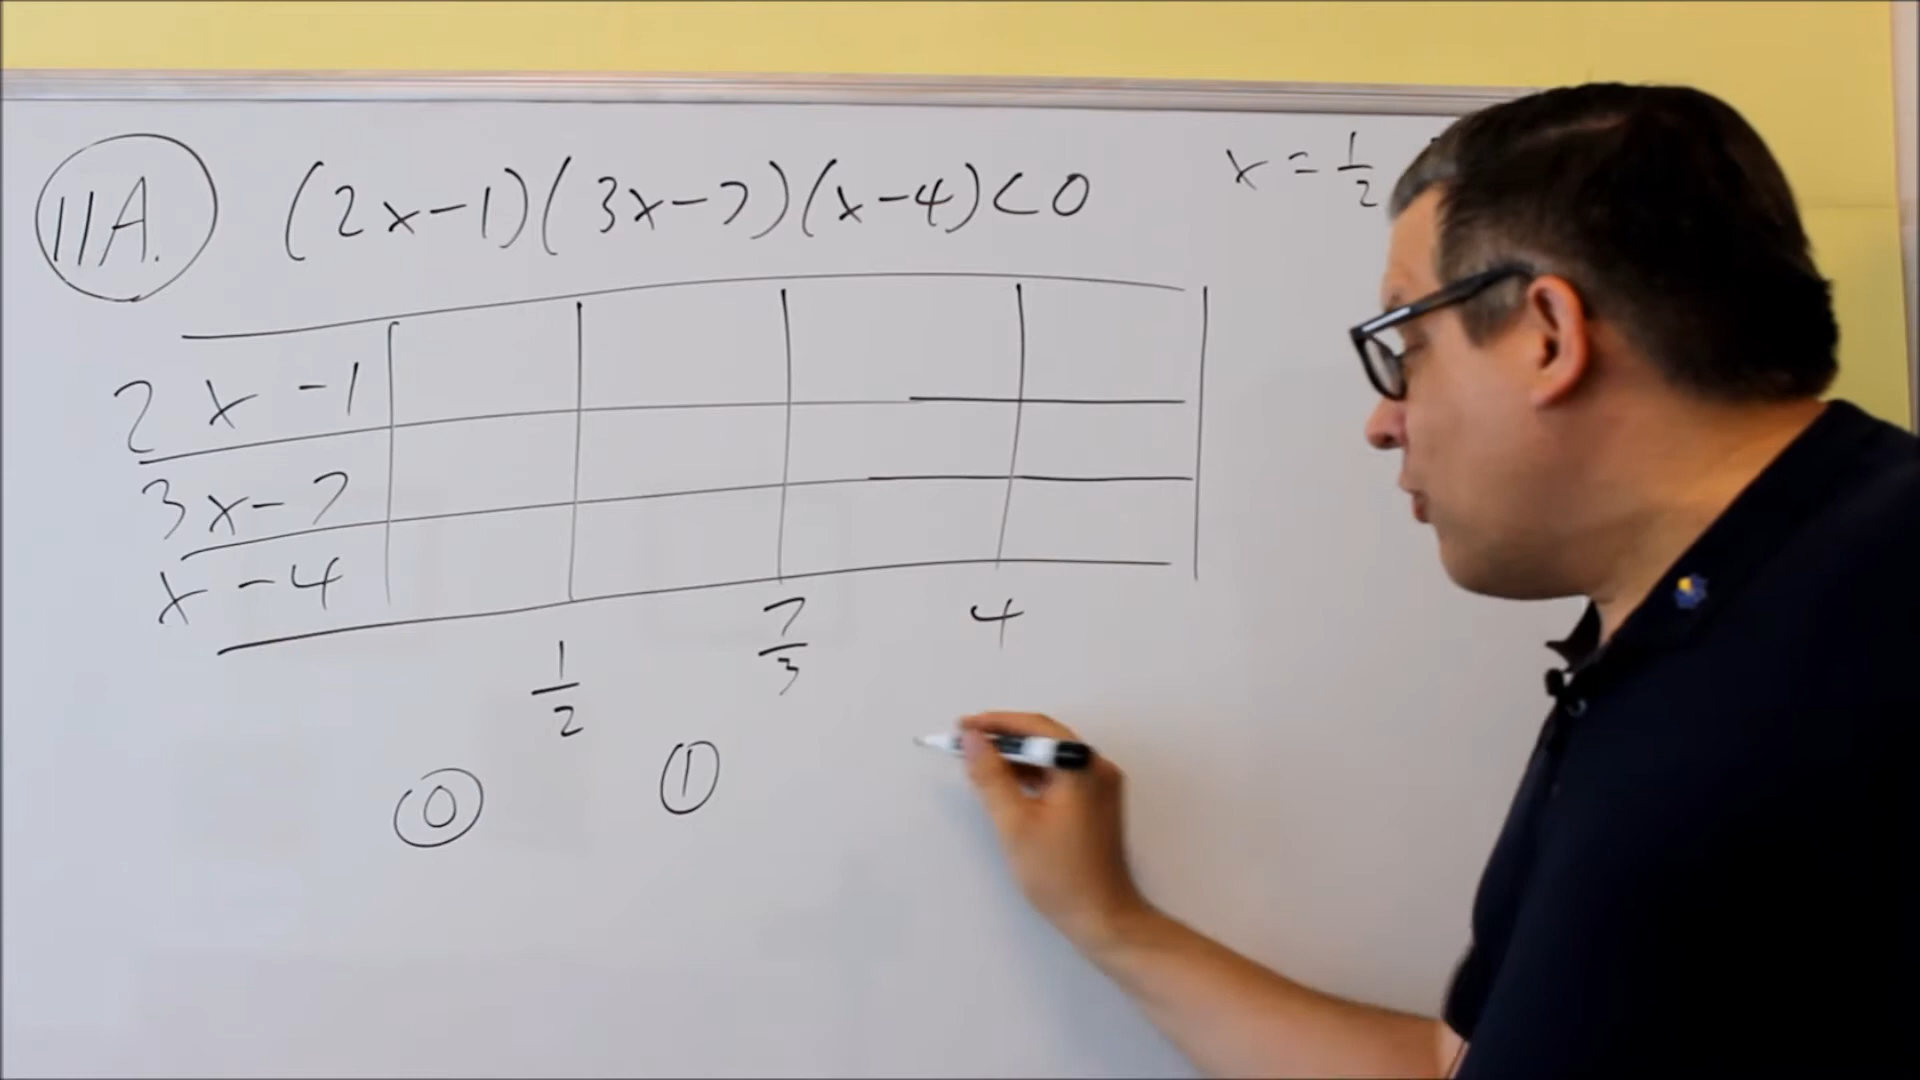 11A. (2x-1)(3x-7)(x-4)<0
x = 1/2
2x-1
3x-7
x-4
1/2 7/3 4
0 1